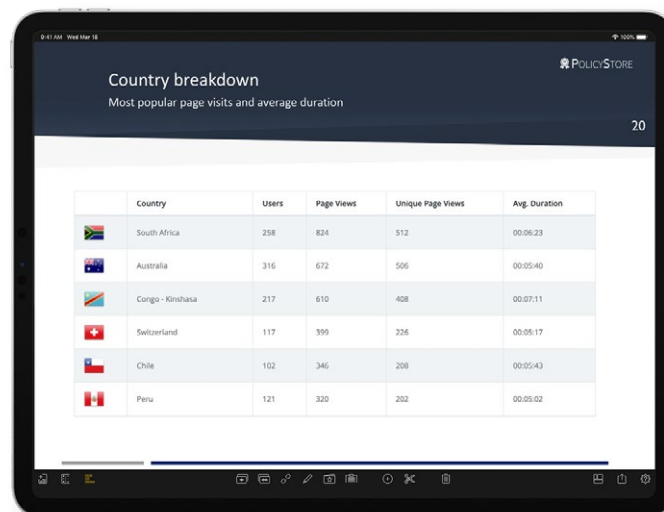 9:41 AM Wed Mar 18 100%
POLICYSTORE
Country breakdown
Most popular page visits and average duration
20
Country Users Page Views Unique Page Views Avg. Duration
South Africa 258 824 512 00:06:23
Australia 316 672 506 00:05:40
Congo - Kinshasa 217 610 408 00:07:11
Switzerland 117 399 226 00:05:17
Chile 102 346 208 00:05:43
Peru 121 320 202 00:05:02